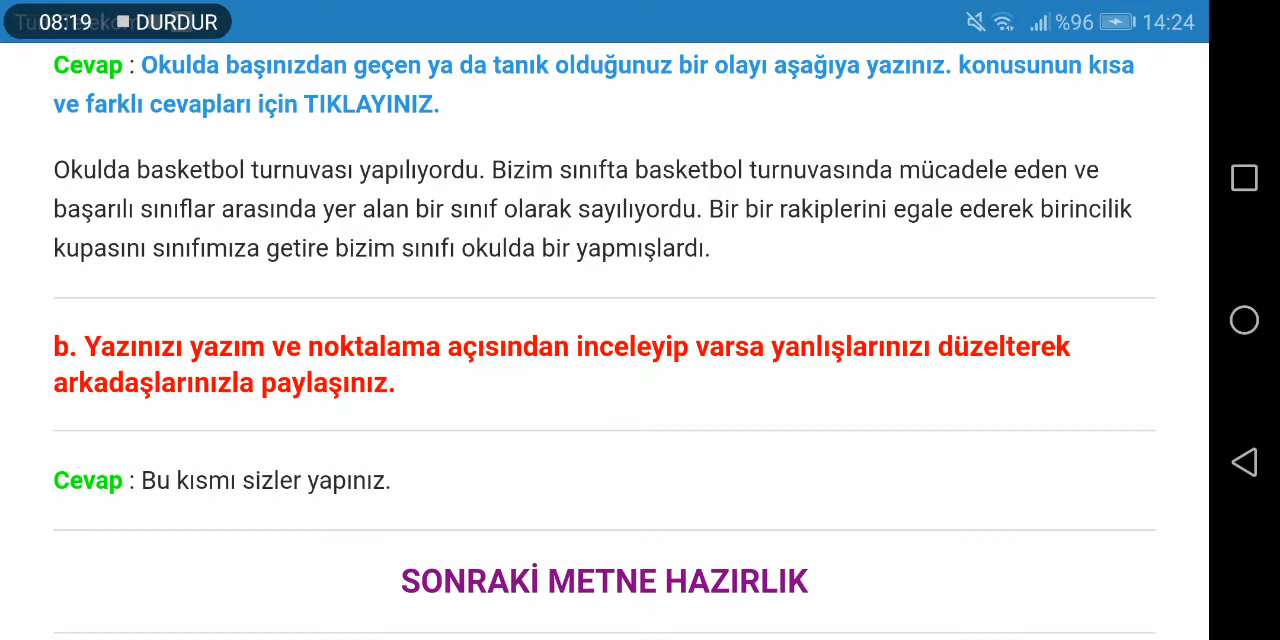 08:19 DURDUR %96 14:24
Cevap : Okulda başınızdan geçen ya da tanık olduğunuz bir olayı aşağıya yazınız. konusunun kısa
ve farklı cevapları için TIKLAYINIZ.
Okulda basketbol turnuvası yapılıyordu. Bizim sınıfta basketbol turnuvasında mücadele eden ve
başarılı sınıflar arasında yer alan bir sınıf olarak sayılıyordu. Bir bir rakiplerini egale ederek birincilik
kupasını sınıfımıza getire bizim sınıfı okulda bir yapmışlardı.
b. Yazınızı yazım ve noktalama açısından inceleyip varsa yanlışlarınızı düzelterek
arkadaşlarınızla paylaşınız.
Cevap : Bu kısmı sizler yapınız.
SONRAKİ METNE HAZIRLIK